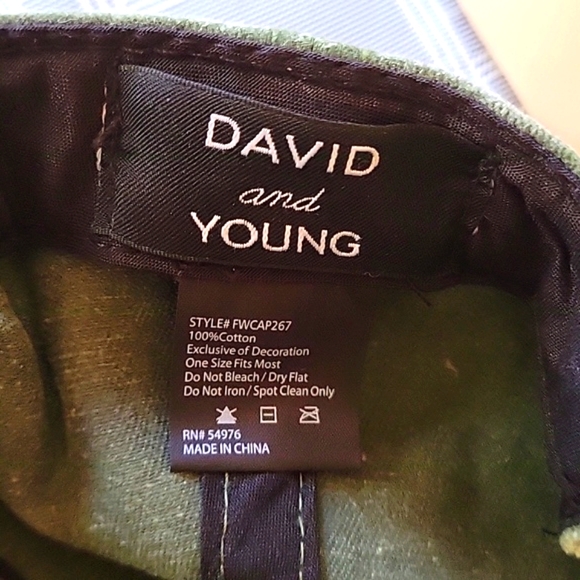 DAVID
and
YOUNG
STYLE# FWCAP267
100%Cotton
Exclusive of Decoration
One Size Fits Most
Do Not Bleach / Dry Flat
Do Not Iron / Spot Clean Only
RN# 54976
MADE IN CHINA